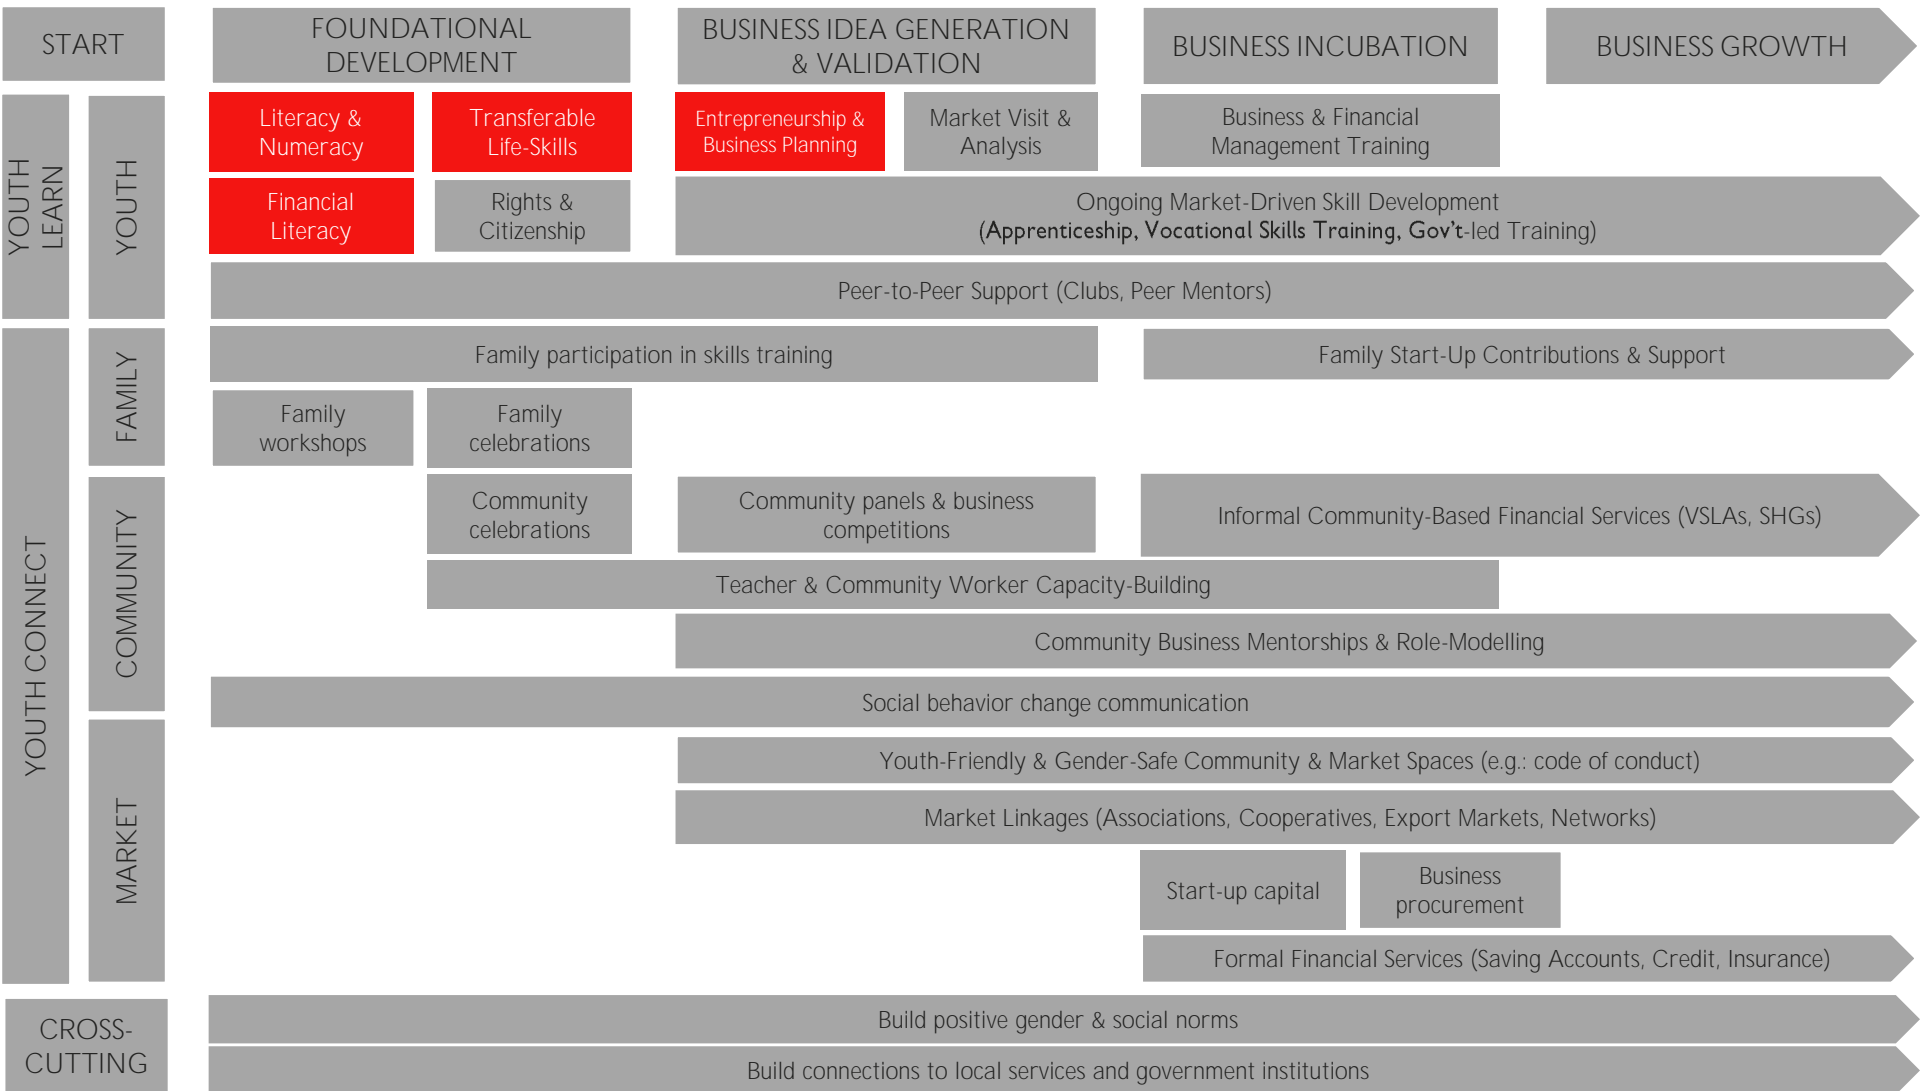 START
FOUNDATIONAL
DEVELOPMENT
BUSINESS IDEA GENERATION
& VALIDATION
BUSINESS INCUBATION
BUSINESS GROWTH
YOUTH
LEARN
YOUTH
Literacy &
Numeracy
Transferable
Life-Skills
Entrepreneurship &
Business Planning
Market Visit &
Analysis
Business & Financial
Management Training
Financial
Literacy
Rights &
Citizenship
Ongoing Market-Driven Skill Development
(Apprenticeship, Vocational Skills Training, Gov't-led Training)
Peer-to-Peer Support (Clubs, Peer Mentors)
YOUTH CONNECT
FAMILY
Family participation in skills training
Family Start-Up Contributions & Support
Family
workshops
Family
celebrations
COMMUNITY
Community
celebrations
Community panels & business
competitions
Informal Community-Based Financial Services (VSLAs, SHGs)
Teacher & Community Worker Capacity-Building
Community Business Mentorships & Role-Modelling
Social behavior change communication
MARKET
Youth-Friendly & Gender-Safe Community & Market Spaces (e.g.: code of conduct)
Market Linkages (Associations, Cooperatives, Export Markets, Networks)
Start-up capital
Business
procurement
Formal Financial Services (Saving Accounts, Credit, Insurance)
CROSS-
CUTTING
Build positive gender & social norms
Build connections to local services and government institutions